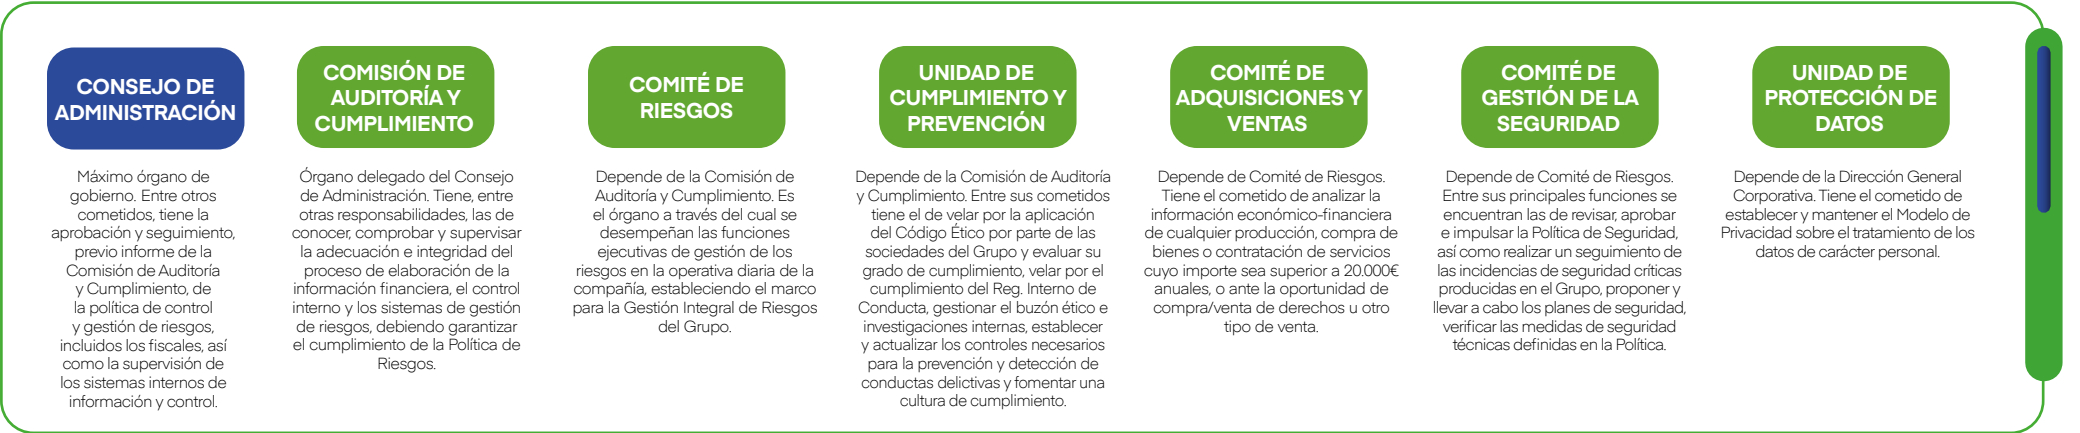 CONSEJO DE
ADMINISTRACIÓN
Máximo órgano de
gobierno. Entre otros
cometidos, tiene la
aprobación y seguimiento,
previo informe de la
Comisión de Auditoría
y Cumplimiento, de
la política de control
y gestión de riesgos,
incluidos los fiscales, así
como la supervisión de
los sistemas internos de
información y control.
COMISIÓN DE
AUDITORÍA Y
CUMPLIMIENTO
Órgano delegado del Consejo
de Administración. Tiene, entre
otras responsabilidades, las de
conocer, comprobar y supervisar
la adecuación e integridad del
proceso de elaboración de la
información financiera, el control
interno y los sistemas de gestión
de riesgos, debiendo garantizar
el cumplimiento de la Política de
Riesgos.
COMITÉ DE
RIESGOS
Depende de la Comisión de
Auditoría y Cumplimiento. Es
el órgano a través del cual se
desempeñan las funciones
ejecutivas de gestión de los
riesgos en la operativa diaria de la
compañía, estableciendo el marco
para la Gestión Integral de Riesgos
del Grupo.
UNIDAD DE
CUMPLIMIENTO Y
PREVENCIÓN
Depende de la Comisión de Auditoría
y Cumplimiento. Entre sus cometidos
tiene el de velar por la aplicación
del Código Ético por parte de las
sociedades del Grupo y evaluar su
grado de cumplimiento, velar por el
cumplimiento del Reg. Interno de
Conducta, gestionar el buzón ético e
investigaciones internas, establecer
y actualizar los controles necesarios
para la prevención y detección de
conductas delictivas y fomentar una
cultura de cumplimiento.
COMITÉ DE
ADQUISICIONES Y
VENTAS
Depende de Comité de Riesgos.
Tiene el cometido de analizar la
información económico-financiera
de cualquier producción, compra de
bienes o contratación de servicios
cuyo importe sea superior a 20.000€
anuales, o ante la oportunidad de
compra/venta de derechos u otro
tipo de venta.
COMITÉ DE
GESTIÓN DE LA
SEGURIDAD
Depende de Comité de Riesgos.
Entre sus principales funciones se
encuentran las de revisar, aprobar
e impulsar la Política de Seguridad,
así como realizar un seguimiento de
las incidencias de seguridad críticas
producidas en el Grupo, proponer y
llevar a cabo los planes de seguridad,
verificar las medidas de seguridad
técnicas definidas en la Política.
UNIDAD DE
PROTECCIÓN DE
DATOS
Depende de la Dirección General
Corporativa. Tiene el cometido de
establecer y mantener el Modelo de
Privacidad sobre el tratamiento de los
datos de carácter personal.